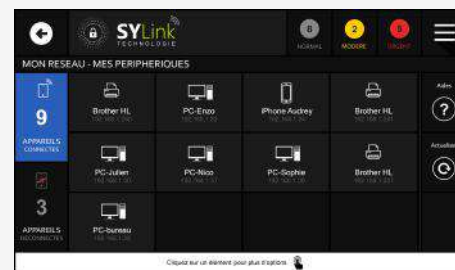 SYLink
TECHNOLOGIE
8
NORMAL
2
MODERE
5
URGENT
MON RESEAU - MES PERIPHERIQUES
9
APPAREILS
CONNECTES
Brother HL
PC-Enzo
iPhone Audrey
Brother HL
Aides
PC-Julien
PC-Nico
PC-Sophie
Brother HL
Actualiser
3
APPAREILS
DECONNECTES
PC-bureau
Cliquez sur un élément pour plus d'options